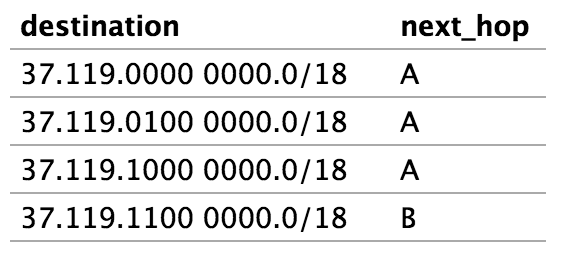 destination next_hop
37.119.0000 0000.0/18 A
37.119.0100 0000.0/18 A
37.119.1000 0000.0/18 A
37.119.1100 0000.0/18 B